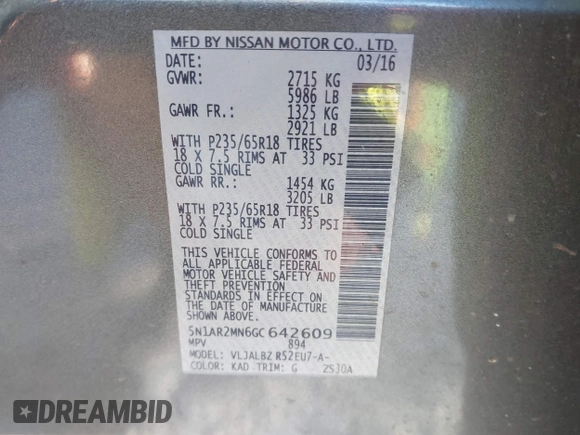 MFD BY NISSAN MOTOR CO., LTD.
DATE: 03/16
GVWR: 2715 KG
5986 LB
GAWR FR.: 1325 KG
2921 LB
WITH P235/65R18 TIRES
18 X 7.5 RIMS AT 33 PSI
COLD SINGLE
GAWR RR.: 1454 KG
3205 LB
WITH P235/65R18 TIRES
18 X 7.5 RIMS AT 33 PSI
COLD SINGLE
THIS VEHICLE CONFORMS TO
ALL APPLICABLE FEDERAL
MOTOR VEHICLE SAFETY AND
THEFT PREVENTION
STANDARDS IN EFFECT ON
THE DATE OF MANUFACTURE
SHOWN ABOVE.
5N1AR2MN6GC642609
MPV 894
MODEL: VLJALBZ R52EU7-A-
COLOR: KAD TRIM: G 2S30A
DREAMBID